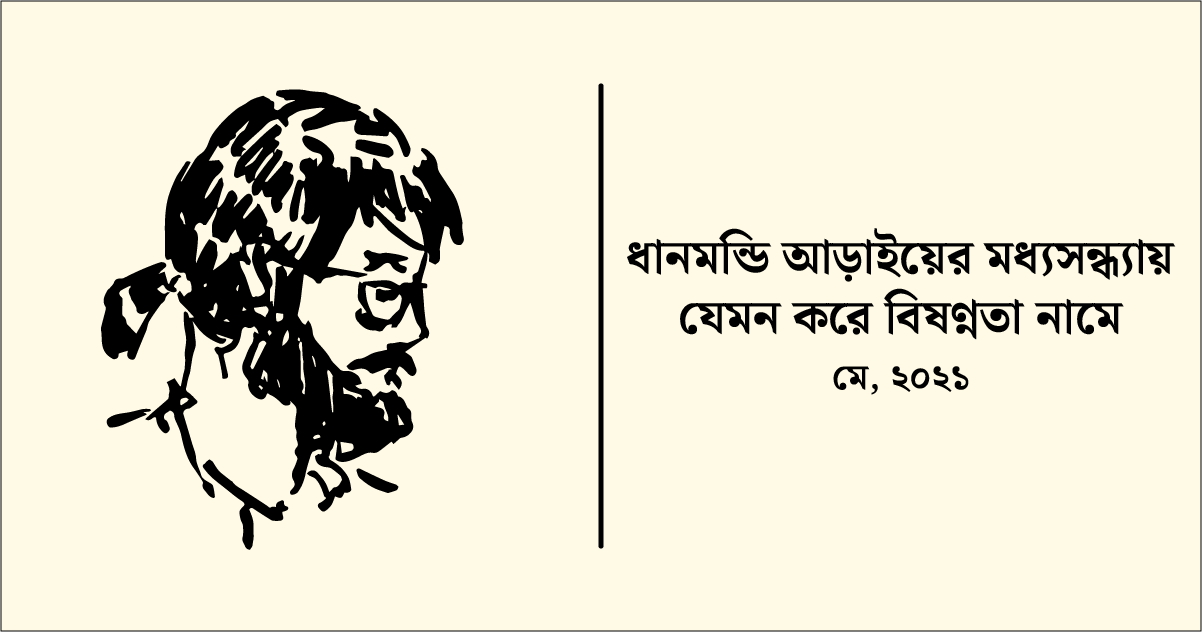 ধানমন্ডি আড়াইয়ের মধ্যসন্ধ্যায়
যেমন করে বিষণ্নতা নামে
মে, ২০২১